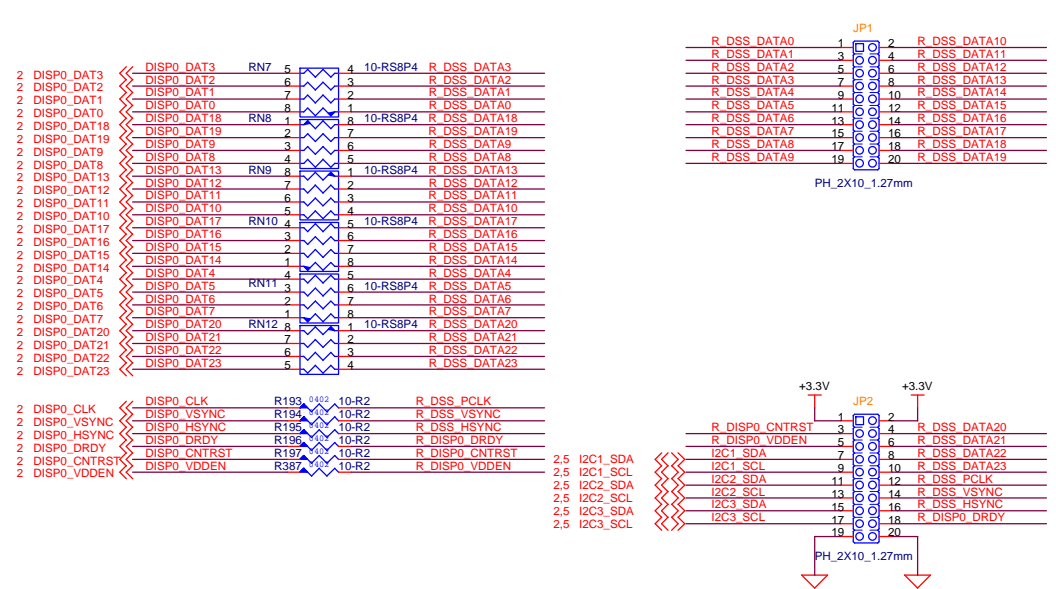 2 DISP0_DAT3 DISP0_DAT3 RN7 5 4 10-RS8P4 R_DSS_DATA3
2 DISP0_DAT2 DISP0_DAT2 6 3 R_DSS_DATA2
2 DISP0_DAT1 DISP0_DAT1 7 2 R_DSS_DATA1
2 DISP0_DAT0 DISP0_DAT0 8 1 R_DSS_DATA0
2 DISP0_DAT18 DISP0_DAT18 RN8 1 8 10-RS8P4 R_DSS_DATA18
2 DISP0_DAT19 DISP0_DAT19 2 7 R_DSS_DATA19
2 DISP0_DAT9 DISP0_DAT9 3 6 R_DSS_DATA9
2 DISP0_DAT8 DISP0_DAT8 4 5 R_DSS_DATA8
2 DISP0_DAT13 DISP0_DAT13 RN9 8 1 10-RS8P4 R_DSS_DATA13
2 DISP0_DAT12 DISP0_DAT12 7 2 R_DSS_DATA12
2 DISP0_DAT11 DISP0_DAT11 6 3 R_DSS_DATA11
2 DISP0_DAT10 DISP0_DAT10 5 4 R_DSS_DATA10
2 DISP0_DAT17 DISP0_DAT17 RN10 4 5 10-RS8P4 R_DSS_DATA17
2 DISP0_DAT16 DISP0_DAT16 3 6 R_DSS_DATA16
2 DISP0_DAT15 DISP0_DAT15 2 7 R_DSS_DATA15
2 DISP0_DAT14 DISP0_DAT14 1 8 R_DSS_DATA14
2 DISP0_DAT4 DISP0_DAT4 4 5 R_DSS_DATA4
2 DISP0_DAT5 DISP0_DAT5 RN11 3 6 10-RS8P4 R_DSS_DATA5
2 DISP0_DAT6 DISP0_DAT6 2 7 R_DSS_DATA6
2 DISP0_DAT7 DISP0_DAT7 1 8 R_DSS_DATA7
2 DISP0_DAT20 DISP0_DAT20 RN12 8 1 10-RS8P4 R_DSS_DATA20
2 DISP0_DAT21 DISP0_DAT21 7 2 R_DSS_DATA21
2 DISP0_DAT22 DISP0_DAT22 6 3 R_DSS_DATA22
2 DISP0_DAT23 DISP0_DAT23 5 4 R_DSS_DATA23
2 DISP0_CLK DISP0_CLK R193 0402 10-R2 R_DSS_PCLK
2 DISP0_VSYNC DISP0_VSYNC R194 0402 10-R2 R_DSS_VSYNC
2 DISP0_HSYNC DISP0_HSYNC R195 0402 10-R2 R_DSS_HSYNC
2 DISP0_DRDY DISP0_DRDY R196 0402 10-R2 R_DISP0_DRDY
2 DISP0_CNTRST DISP0_CNTRST R197 0402 10-R2 R_DISP0_CNTRST
2 DISP0_VDDEN DISP0_VDDEN R387 0402 10-R2 R_DISP0_VDDEN
JP1
R_DSS_DATA0 1 2 R_DSS_DATA10
R_DSS_DATA1 3 4 R_DSS_DATA11
R_DSS_DATA2 5 6 R_DSS_DATA12
R_DSS_DATA3 7 8 R_DSS_DATA13
R_DSS_DATA4 9 10 R_DSS_DATA14
R_DSS_DATA5 11 12 R_DSS_DATA15
R_DSS_DATA6 13 14 R_DSS_DATA16
R_DSS_DATA7 15 16 R_DSS_DATA17
R_DSS_DATA8 17 18 R_DSS_DATA18
R_DSS_DATA9 19 20 R_DSS_DATA19
PH_2X10_1.27mm
+3.3V +3.3V
JP2
1 2
R_DISP0_CNTRST 3 4 R_DSS_DATA20
R_DISP0_VDDEN 5 6 R_DSS_DATA21
2,5 I2C1_SDA I2C1_SDA 7 8 R_DSS_DATA22
2,5 I2C1_SCL I2C1_SCL 9 10 R_DSS_DATA23
2,5 I2C2_SDA I2C2_SDA 11 12 R_DSS_PCLK
2,5 I2C2_SCL I2C2_SCL 13 14 R_DSS_VSYNC
2,5 I2C3_SDA I2C3_SDA 15 16 R_DSS_HSYNC
2,5 I2C3_SCL I2C3_SCL 17 18 R_DISP0_DRDY
19 20
PH_2X10_1.27mm